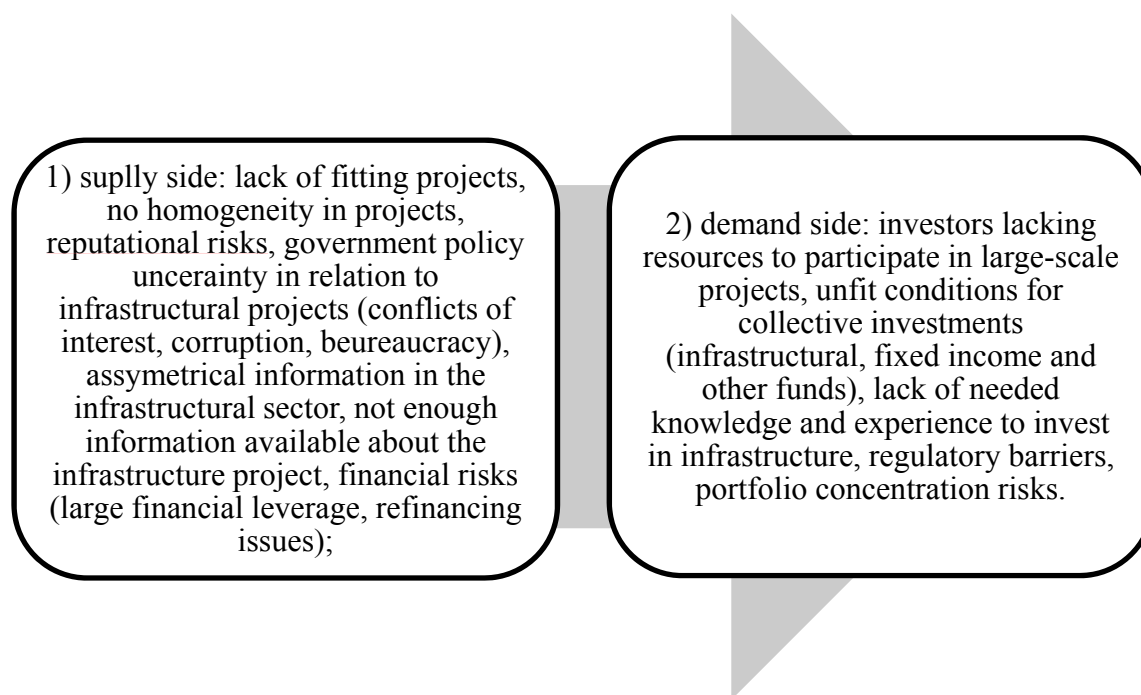 1) suplly side: lack of fitting projects,
no homogeneity in projects,
reputational risks, government policy
uncerainty in relation to
infrastructural projects (conflicts of
interest, corruption, beureaucracy),
assymetrical information in the
infrastructural sector, not enough
information available about the
infrastructure project, financial risks
(large financial leverage, refinancing
issues);
2) demand side: investors lacking
resources to participate in large-scale
projects, unfit conditions for
collective investments
(infrastructural, fixed income and
other funds), lack of needed
knowledge and experience to invest
in infrastructure, regulatory barriers,
portfolio concentration risks.